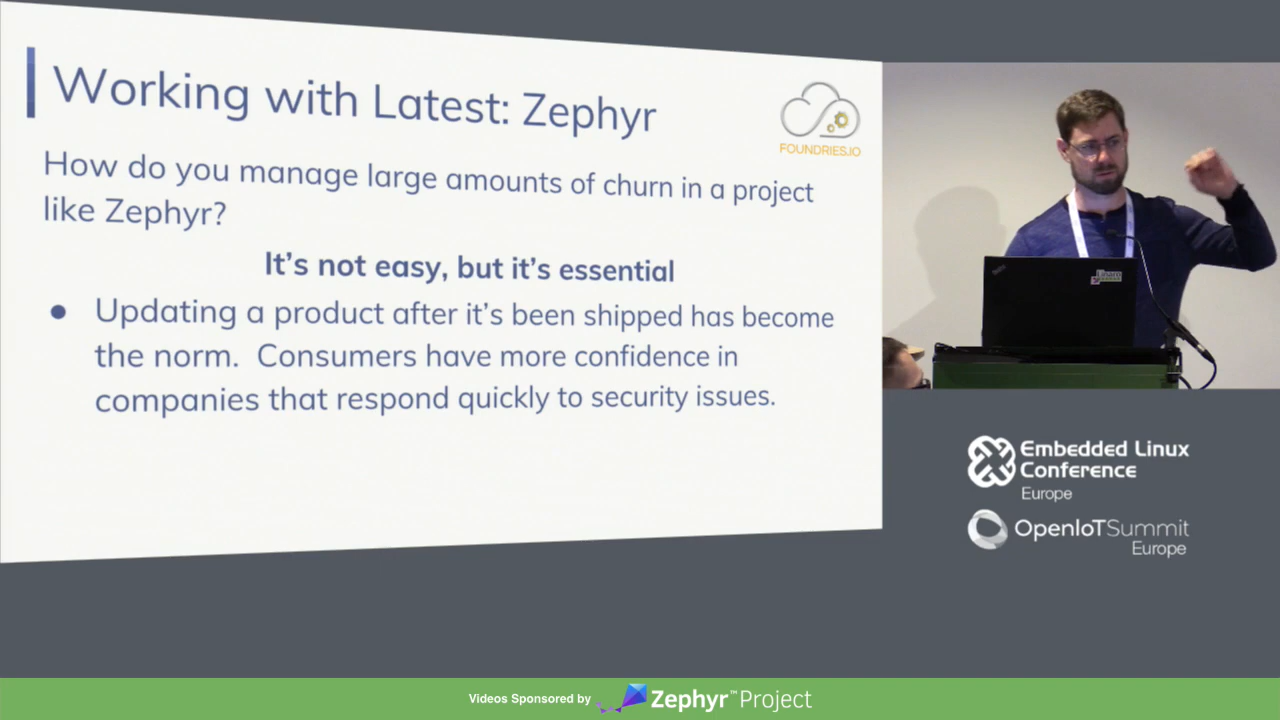 Working with Latest: Zephyr
FOUNDRIES.IO
How do you manage large amounts of churn in a project
like Zephyr?
It's not easy, but it's essential
● Updating a product after it's been shipped has become
the norm. Consumers have more confidence in
companies that respond quickly to security issues.
Linaro
Embedded Linux
Conference
Europe
OpenIoTSummit
Europe
Videos Sponsored by Zephyr™Project